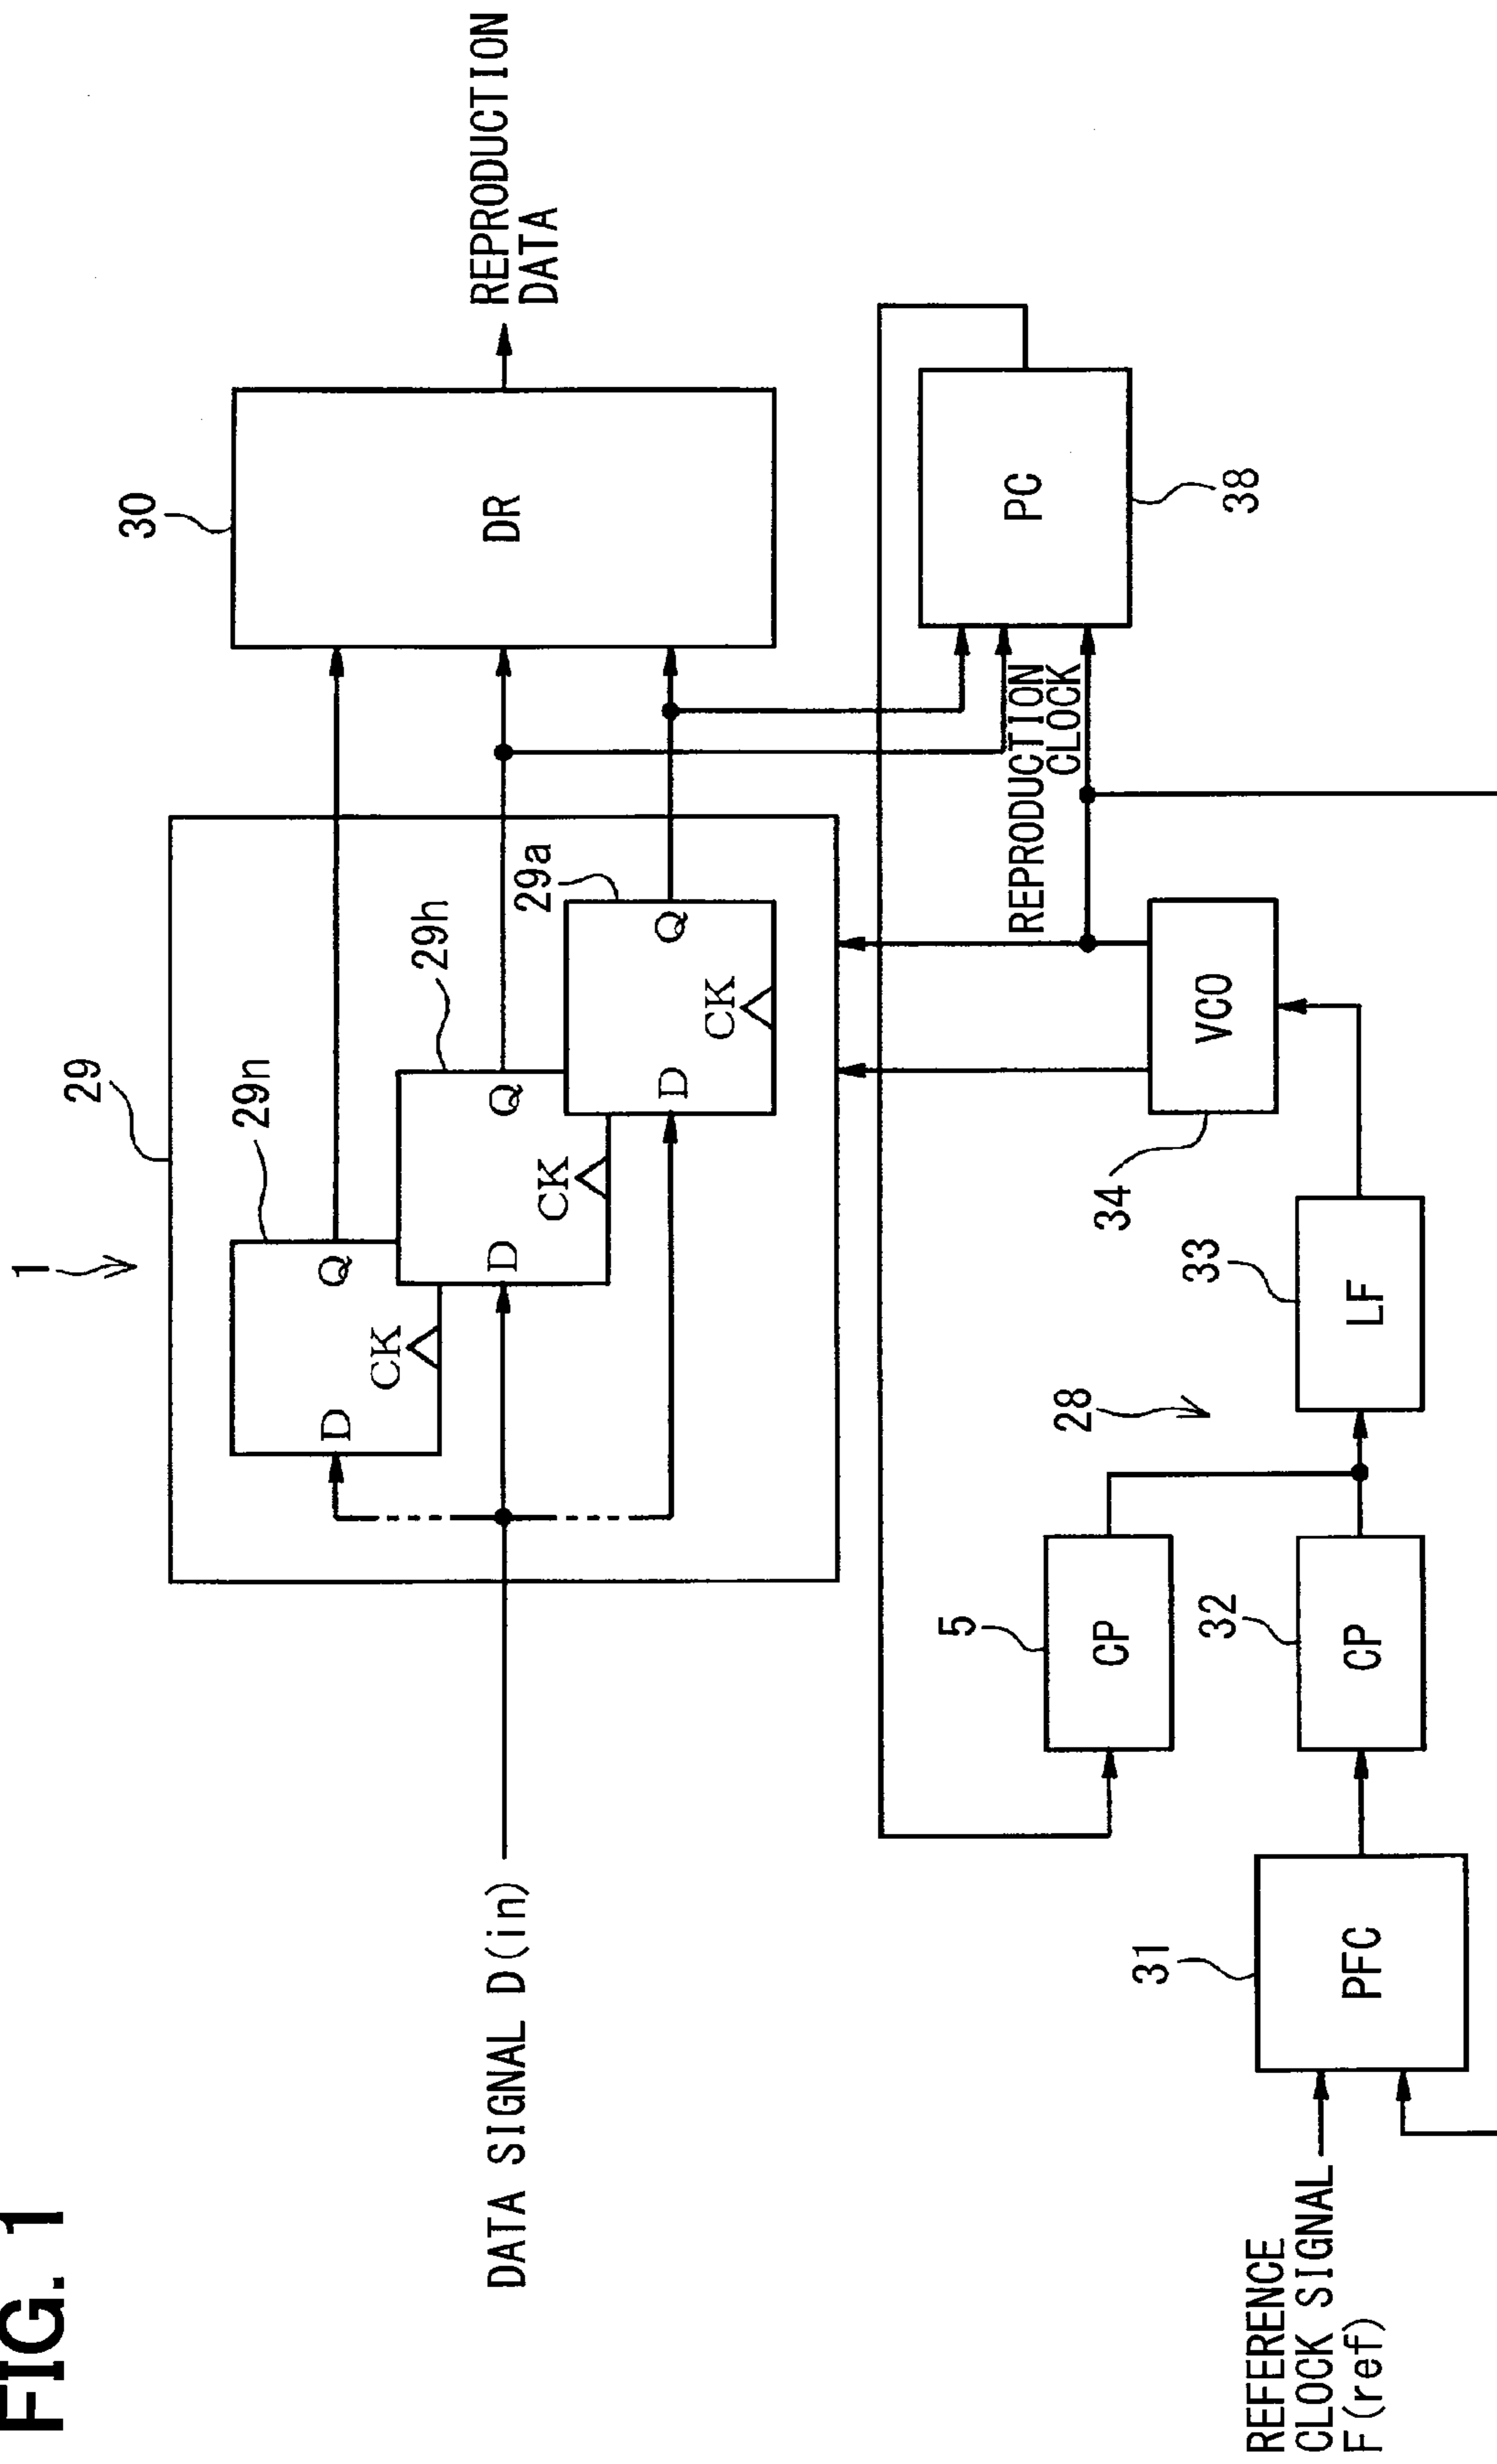 FIG. 1
1
29
30
29n
D
Q
CK
29h
D
Q
CK
29a
D
Q
CK
DR
REPRODUCTION
DATA
DATA SIGNAL D(in)
REPRODUCTION
CLOCK
PC
38
5
CP
28
34
VCO
31
PFC
32
CP
33
LF
REFERENCE
CLOCK SIGNAL
F(ref)